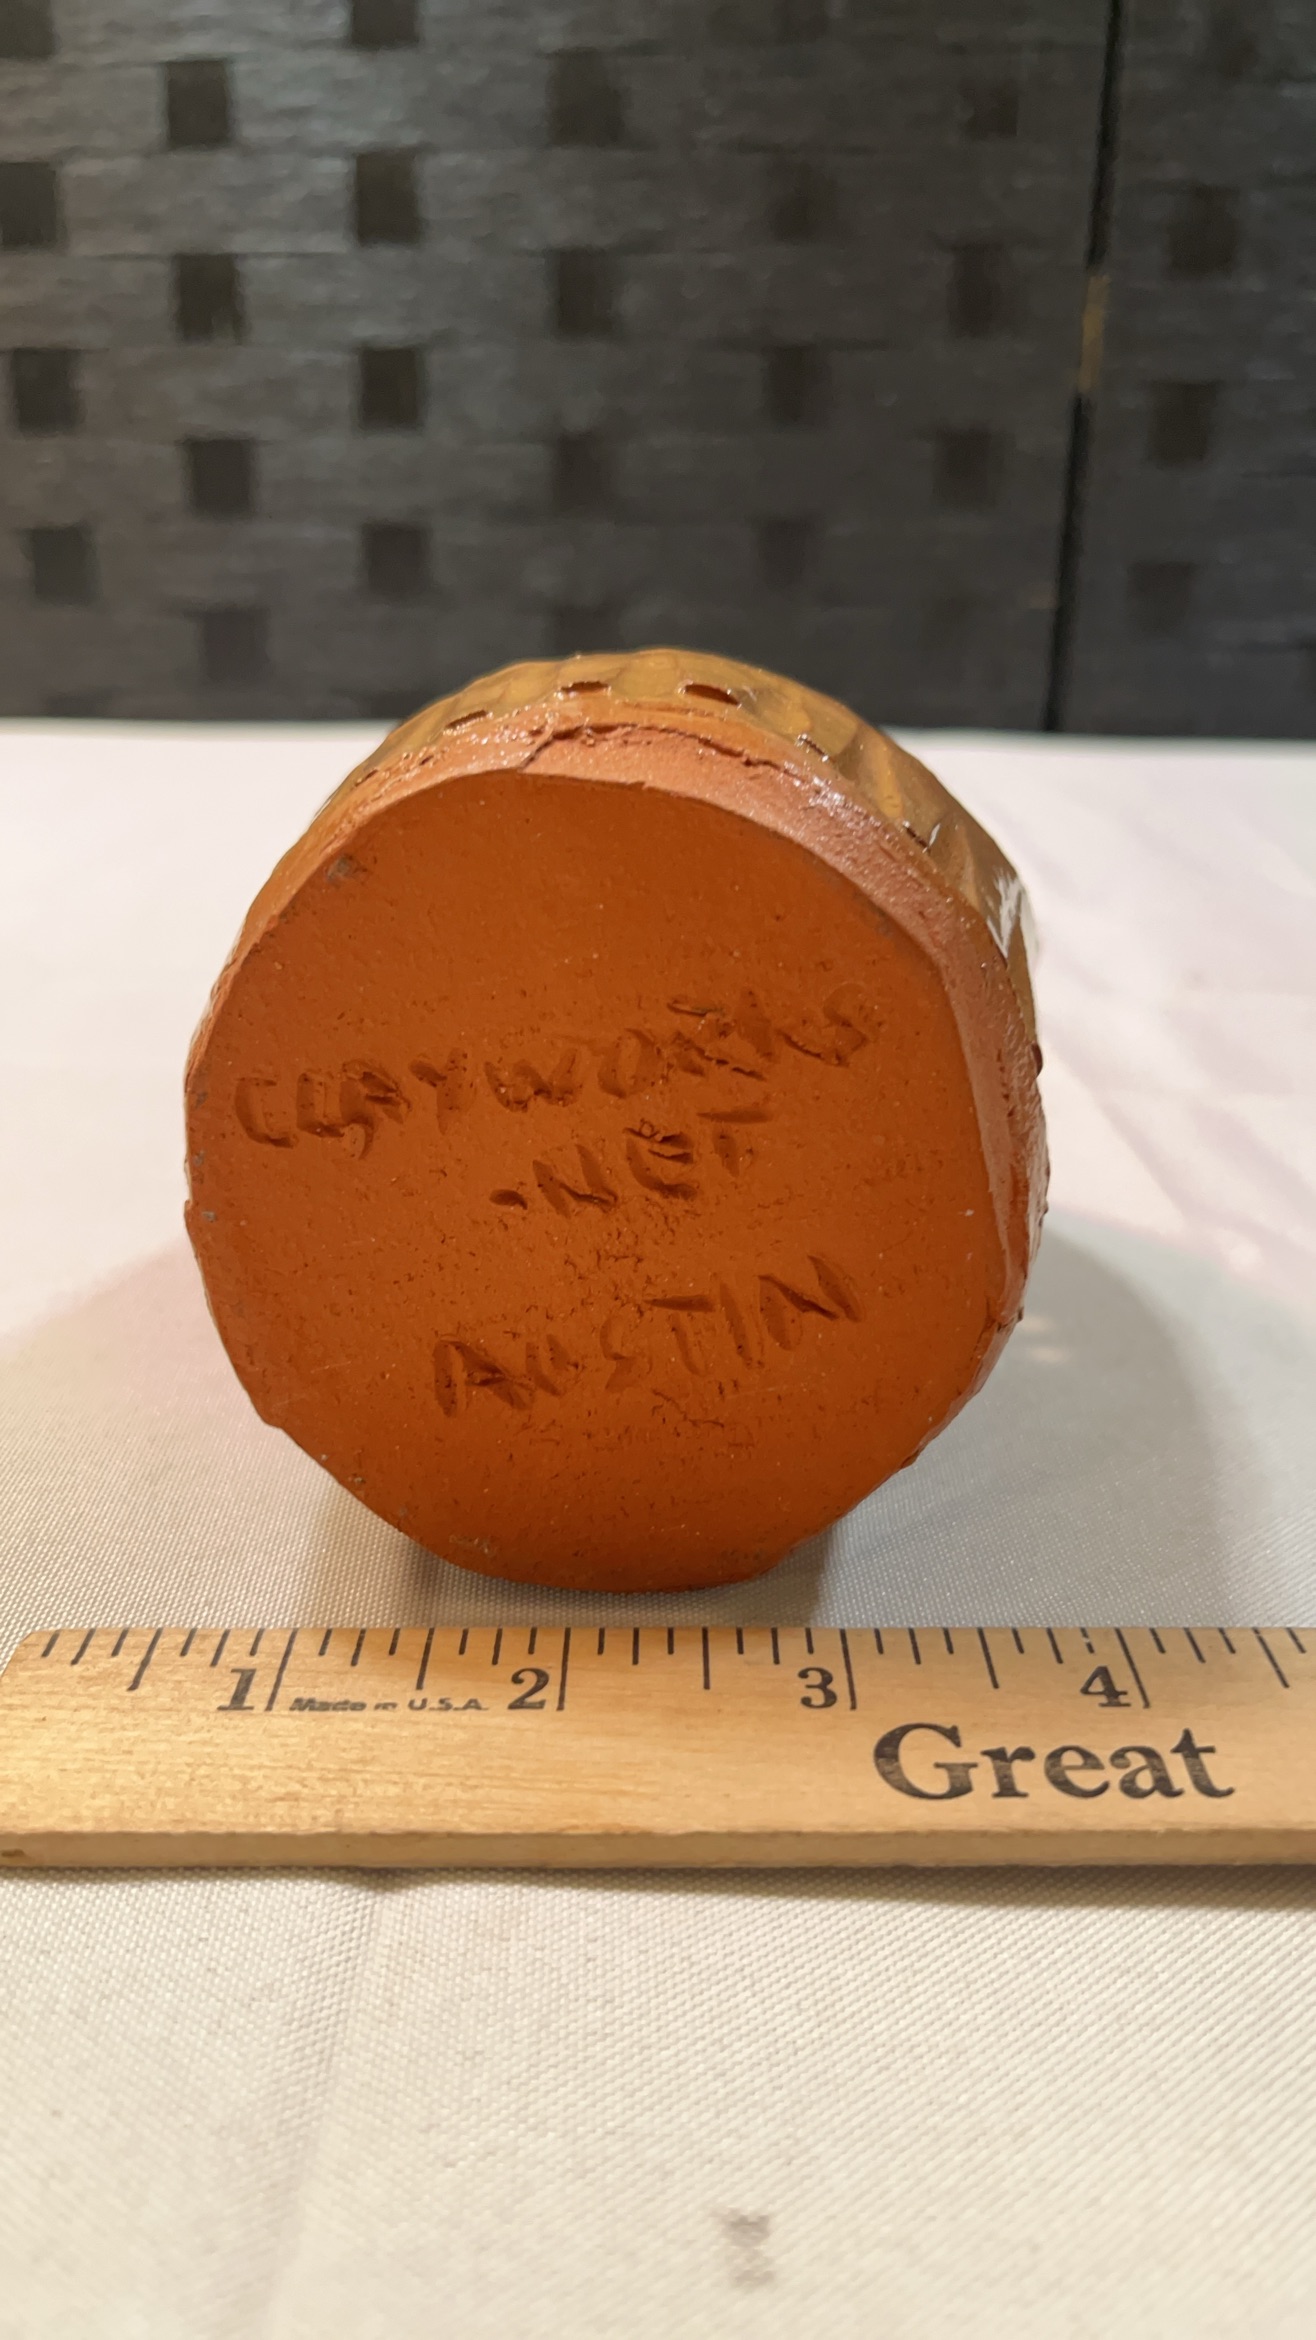 CLAYWORKS
.NET
AUSTIN
1 2 3 4
Made in U.S.A.
Great